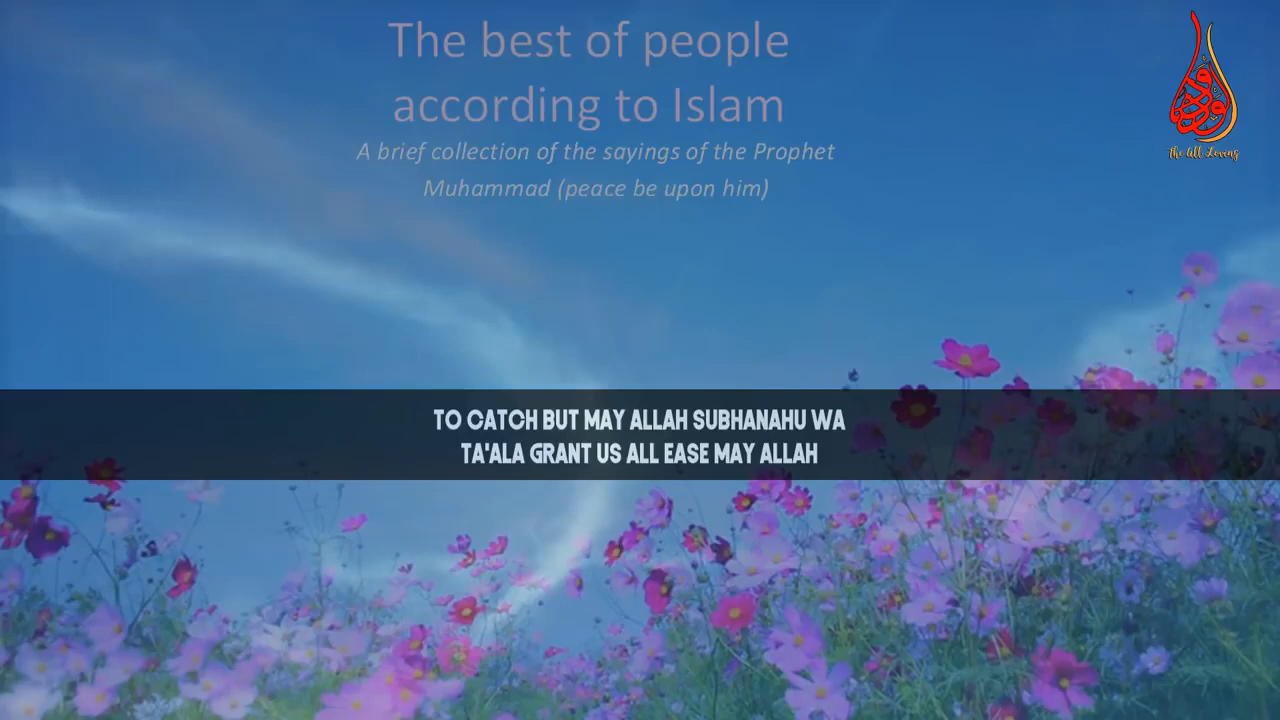 The best of people
according to Islam
A brief collection of the sayings of the Prophet
Muhammad (peace be upon him)
The All Loving
TO CATCH BUT MAY ALLAH SUBHANAHU WA
TA'ALA GRANT US ALL EASE MAY ALLAH